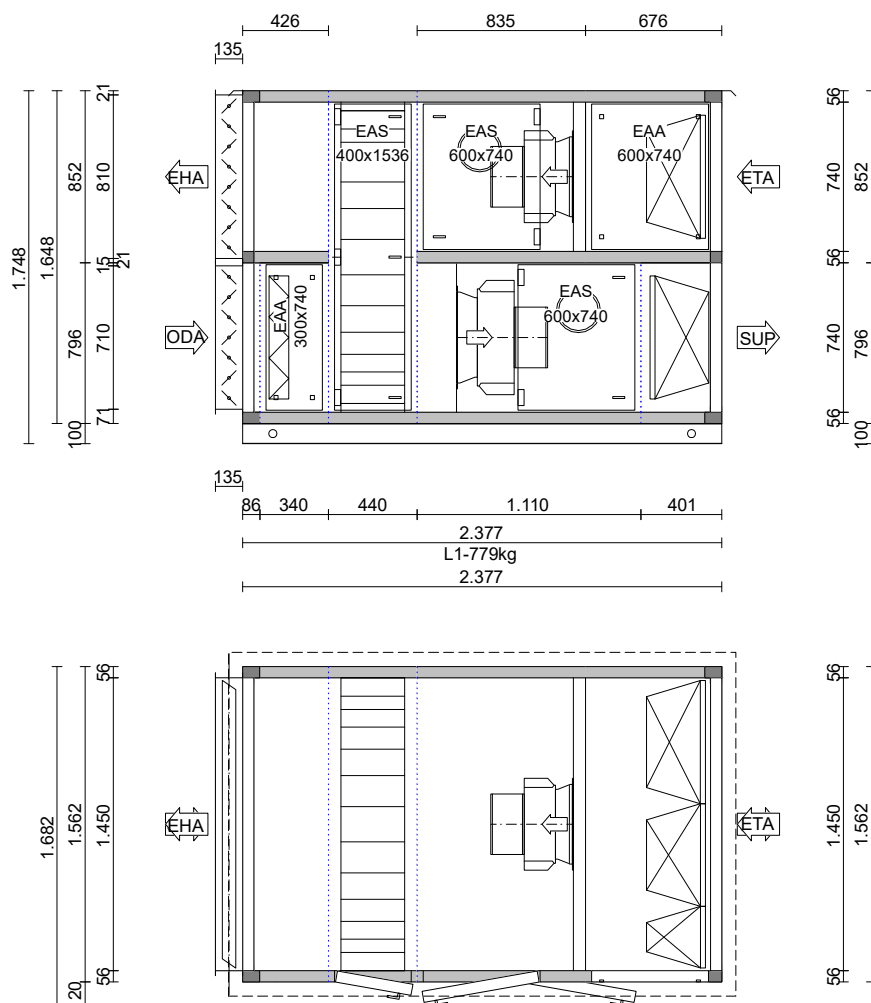 426
835
676
135
21
56
EAS
400x1536
EAS
600x740
EAA
600x740
EHA
ETA
852
810
740
852
1.748
1.648
15
21
56
EAA
300x740
EAS
600x740
ODA
SUP
796
710
740
796
71
56
100
100
135
86
340
440
1.110
401
2.377
L1-779kg
2.377
56
56
EHA
ETA
1.682
1.562
1.450
1.450
1.562
56
56
20